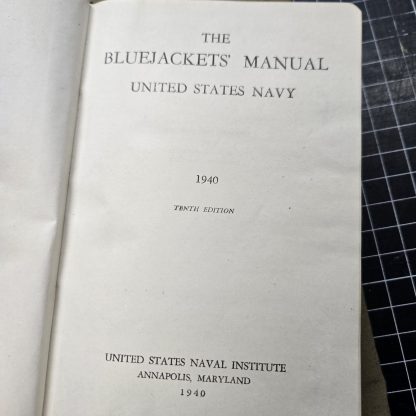 THE
BLUEJACKETS' MANUAL
UNITED STATES NAVY
1940
TENTH EDITION
UNITED STATES NAVAL INSTITUTE
ANNAPOLIS, MARYLAND
1940